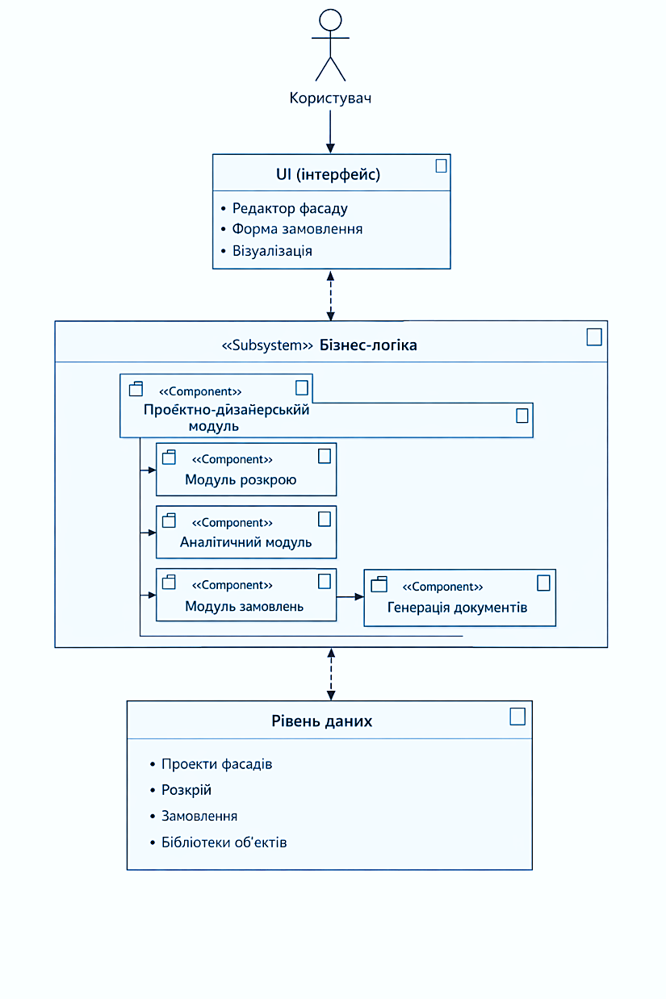 Користувач
UI (інтерфейс)
• Редактор фасаду
• Форма замовлення
• Візуалізація
«Subsystem» Бізнес-логіка
«Component»
Проектно-дизайнерський
модуль
«Component»
Модуль розкрою
«Component»
Аналітичний модуль
«Component»
Модуль замовлень
«Component»
Генерація документів
Рівень даних
• Проекти фасадів
• Розкрій
• Замовлення
• Бібліотеки об'єктів